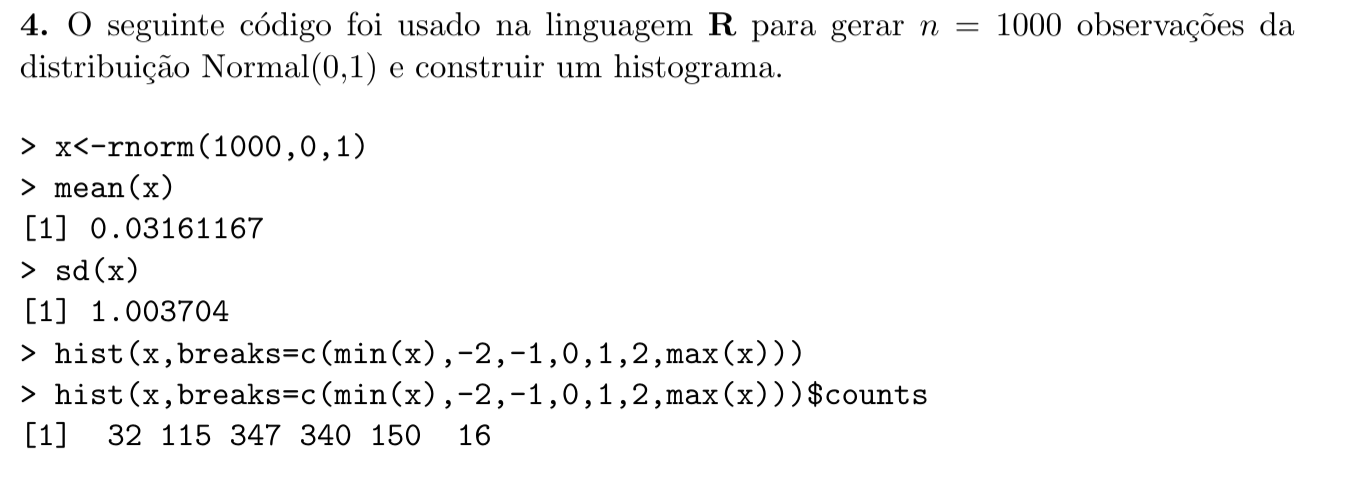 4. O seguinte código foi usado na linguagem R para gerar n = 1000 observações da
distribuição Normal(0,1) e construir um histograma.
> x<-rnorm(1000,0,1)
> mean(x)
[1] 0.03161167
> sd(x)
[1] 1.003704
> hist(x,breaks=c(min(x),-2,-1,0,1,2,max(x)))
> hist(x,breaks=c(min(x),-2,-1,0,1,2,max(x)))$counts
[1]  32 115 347 340 150  16